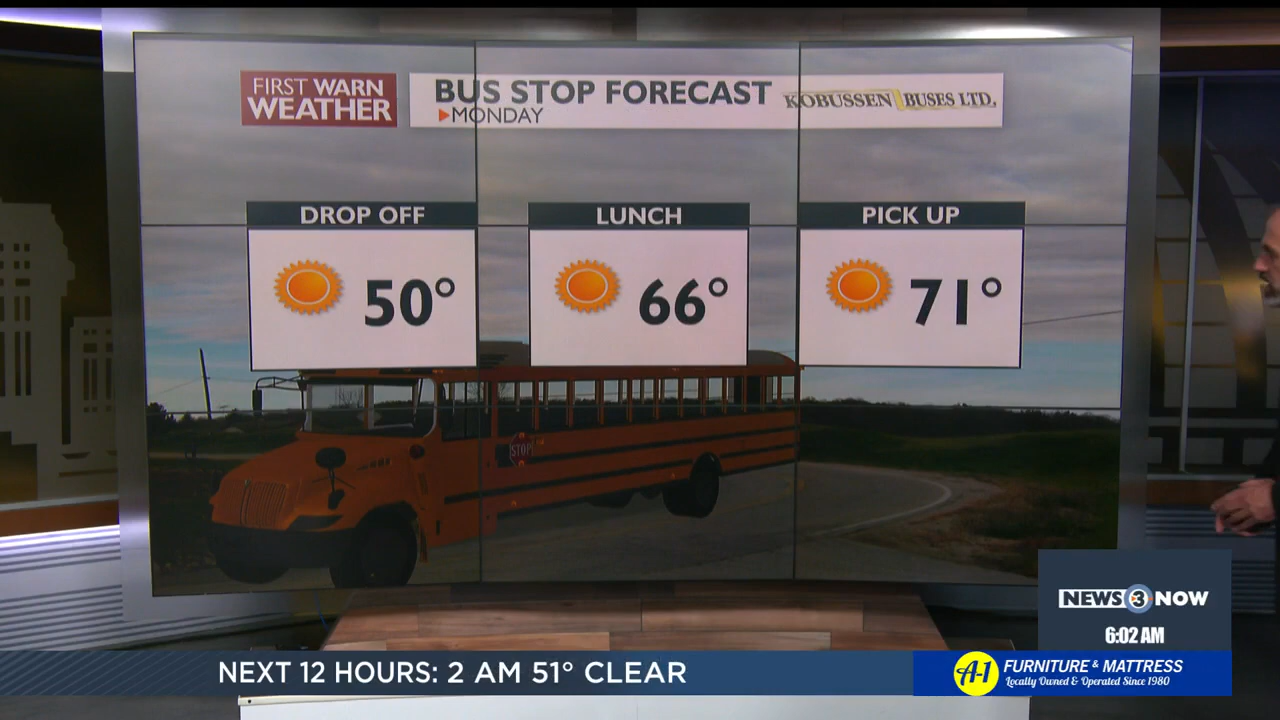 FIRST WARN
WEATHER
BUS STOP FORECAST
MONDAY
KOBUSSEN BUSES LTD.
DROP OFF
LUNCH
PICK UP
50°
66°
71°
STOP
NEWS 3 NOW
6:02 AM
NEXT 12 HOURS: 2 AM 51° CLEAR
A-1
FURNITURE & MATTRESS
Locally Owned & Operated Since 1980